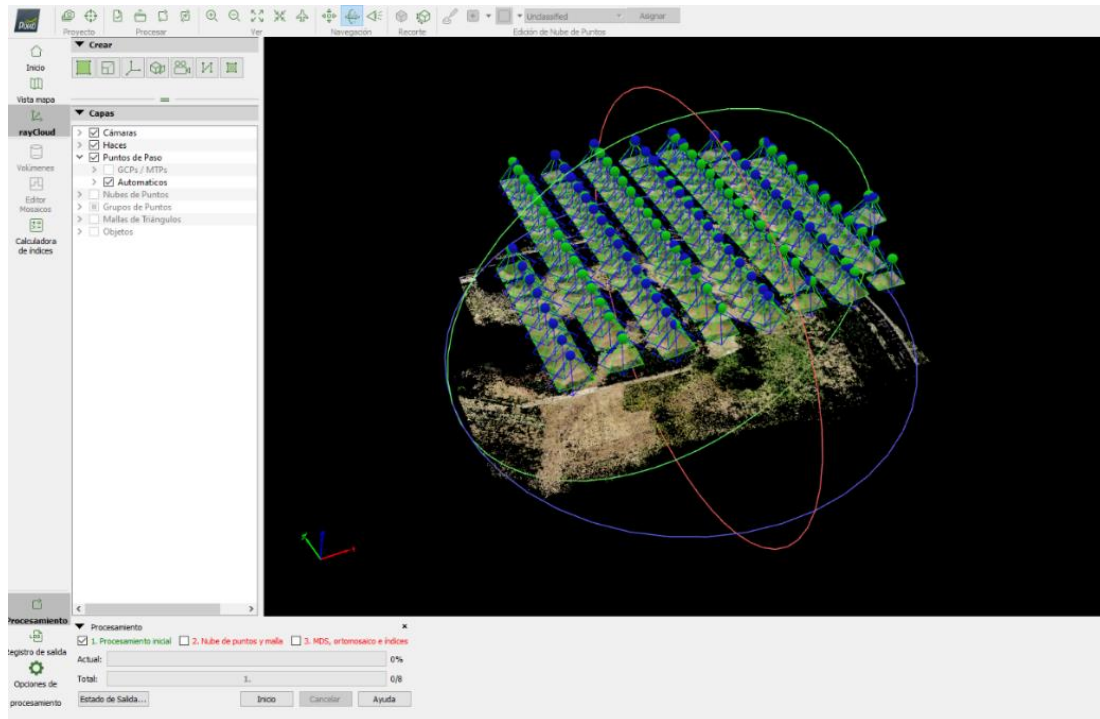 Pix4D
Proyecto
Procesar
Ver
Navegación
Recorte
Unclassified
Asignar
Edición de Nube de Puntos
Inicio
Vista mapa
rayCloud
Volúmenes
Editor
Mosaicos
Calculadora
de índices
Crear
Capas
Cámaras
Haces
Puntos de Paso
GCPs / MTPs
Automaticos
Nubes de Puntos
Grupos de Puntos
Mallas de Triángulos
Objetos
Procesamiento
Registro de salida
Opciones de
procesamiento
Procesamiento
1. Procesamiento inicial 2. Nube de puntos y malla 3. MDS, ortomosaico e índices
Actual: 0%
Total: 1. 0/8
Estado de Salida... Inicio Cancelar Ayuda